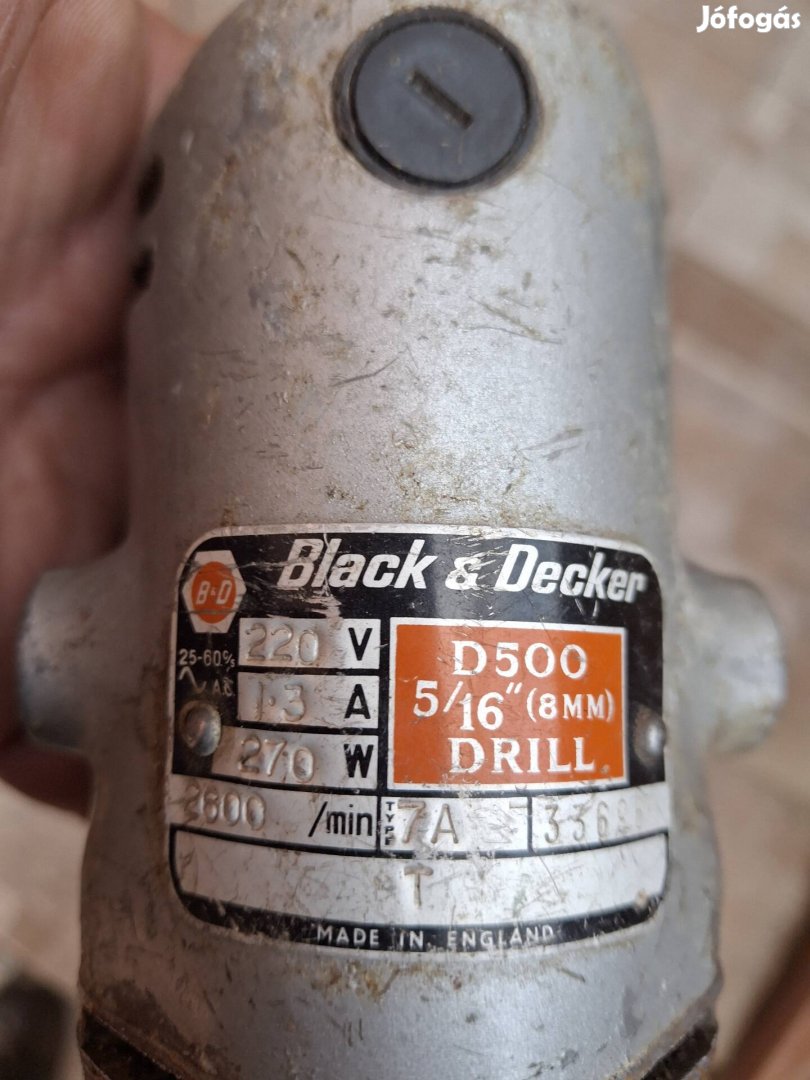 Jófogás
Black & Decker
B&D
25-60 c/s
A.C.
220 V
1.3 A
270 W
D500
5/16" (8MM)
DRILL
/min
TYPE 7A
T
MADE IN ENGLAND